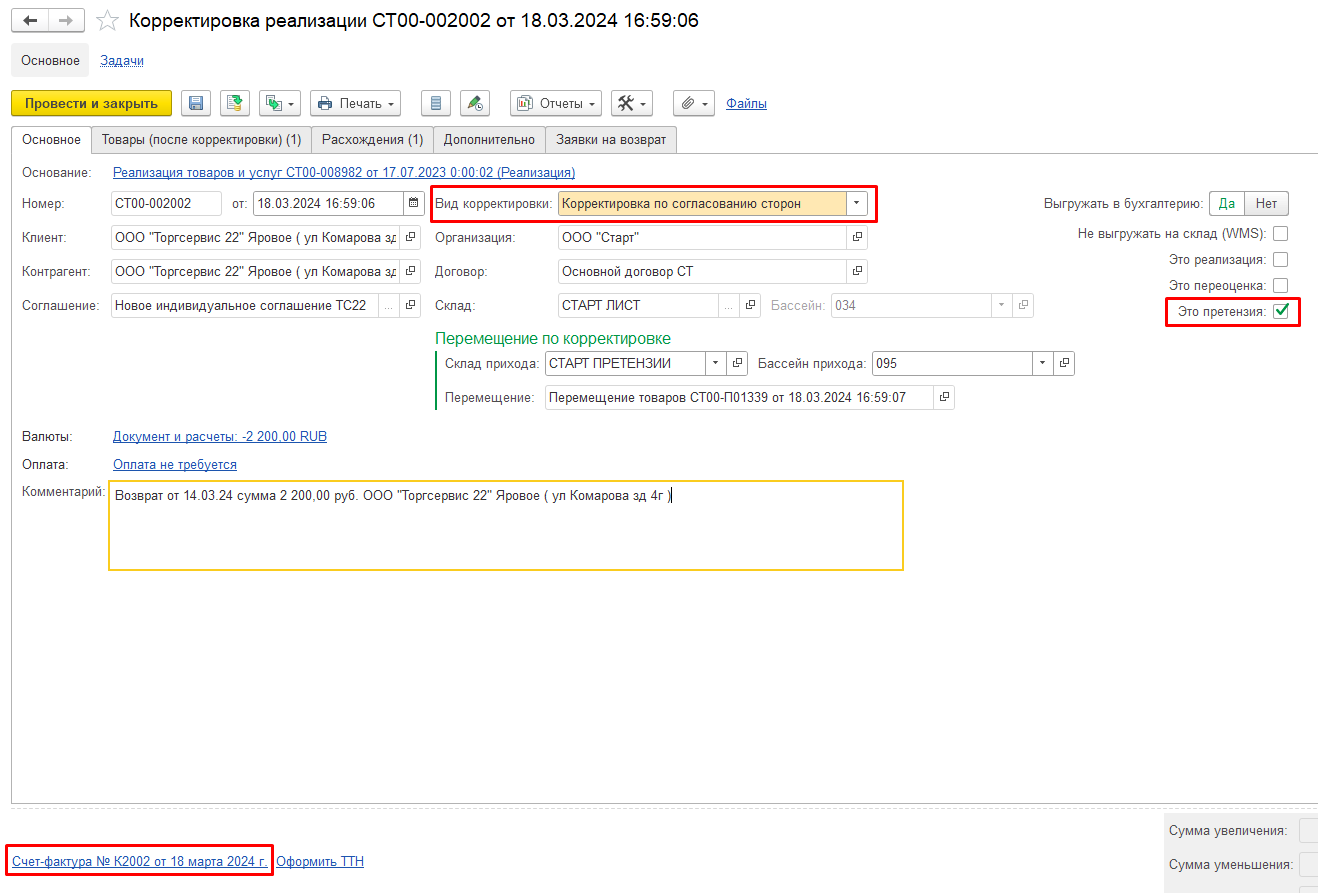 Корректировка реализации СТ00-002002 от 18.03.2024 16:59:06
Основное Задачи
Провести и закрыть Печать Отчеты Файлы
Основное Товары (после корректировки) (1) Расхождения (1) Дополнительно Заявки на возврат
Основание: Реализация товаров и услуг СТ00-008982 от 17.07.2023 0:00:02 (Реализация)
Номер: СТ00-002002 от: 18.03.2024 16:59:06 Вид корректировки: Корректировка по согласованию сторон Выгружать в бухгалтерию: Да Нет
Не выгружать на склад (WMS):
Клиент: ООО "Торгсервис 22" Яровое ( ул Комарова зд Организация: ООО "Старт"
Это реализация:
Контрагент: ООО "Торгсервис 22" Яровое ( ул Комарова зд Договор: Основной договор СТ
Это переоценка:
Соглашение: Новое индивидуальное соглашение ТС22 ... Склад: СТАРТ ЛИСТ ... Бассейн: 034
Это претензия:
Перемещение по корректировке
Склад прихода: СТАРТ ПРЕТЕНЗИИ Бассейн прихода: 095
Перемещение: Перемещение товаров СТ00-П01339 от 18.03.2024 16:59:07
Валюты: Документ и расчеты: -2 200,00 RUB
Оплата: Оплата не требуется
Комментарий: Возврат от 14.03.24 сумма 2 200,00 руб. ООО "Торгсервис 22" Яровое ( ул Комарова зд 4г )
Сумма увеличения:
Счет-фактура № К2002 от 18 марта 2024 г. Оформить ТТН
Сумма уменьшения: